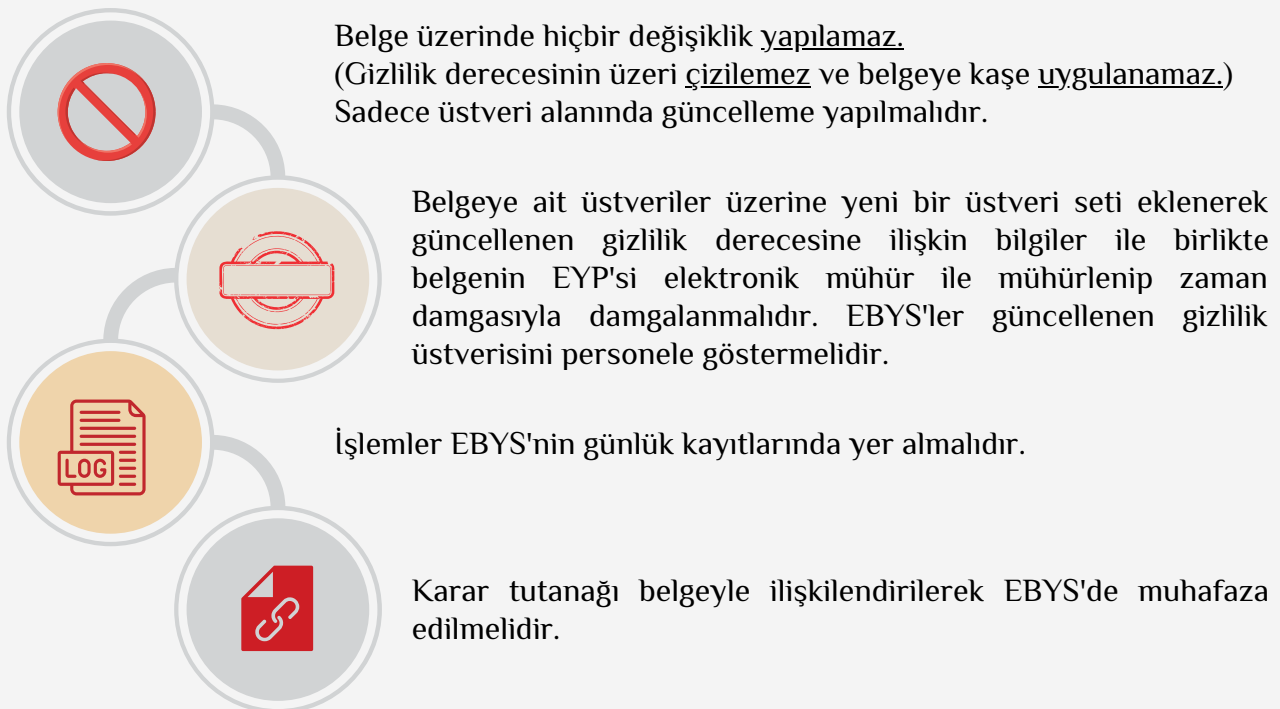 Belge üzerinde hiçbir değişiklik yapılamaz.
(Gizlilik derecesinin üzeri çizilemez ve belgeye kaşe uygulanamaz.)
Sadece üstveri alanında güncelleme yapılmalıdır.
Belgeye ait üstveriler üzerine yeni bir üstveri seti eklenerek
güncellenen gizlilik derecesine ilişkin bilgiler ile birlikte
belgenin EYP'si elektronik mühür ile mühürlenip zaman
damgasıyla damgalanmalıdır. EBYS'ler güncellenen gizlilik
üstverisini personele göstermelidir.
İşlemler EBYS'nin günlük kayıtlarında yer almalıdır.
LOG
Karar tutanağı belgeyle ilişkilendirilerek EBYS'de muhafaza
edilmelidir.